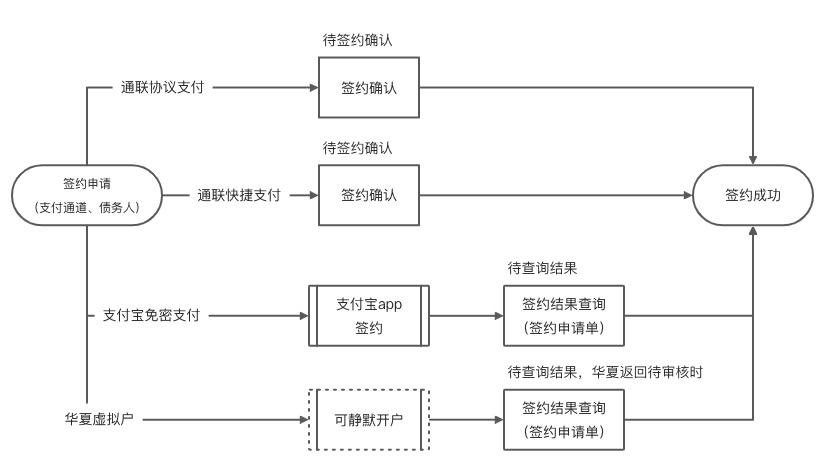 待签约确认
通联协议支付
签约确认
待签约确认
签约申请
(支付通道、债务人)
通联快捷支付
签约确认
签约成功
待查询结果
支付宝免密支付
支付宝app
签约
签约结果查询
(签约申请单)
待查询结果，华夏返回待审核时
华夏虚拟户
可静默开户
签约结果查询
(签约申请单)